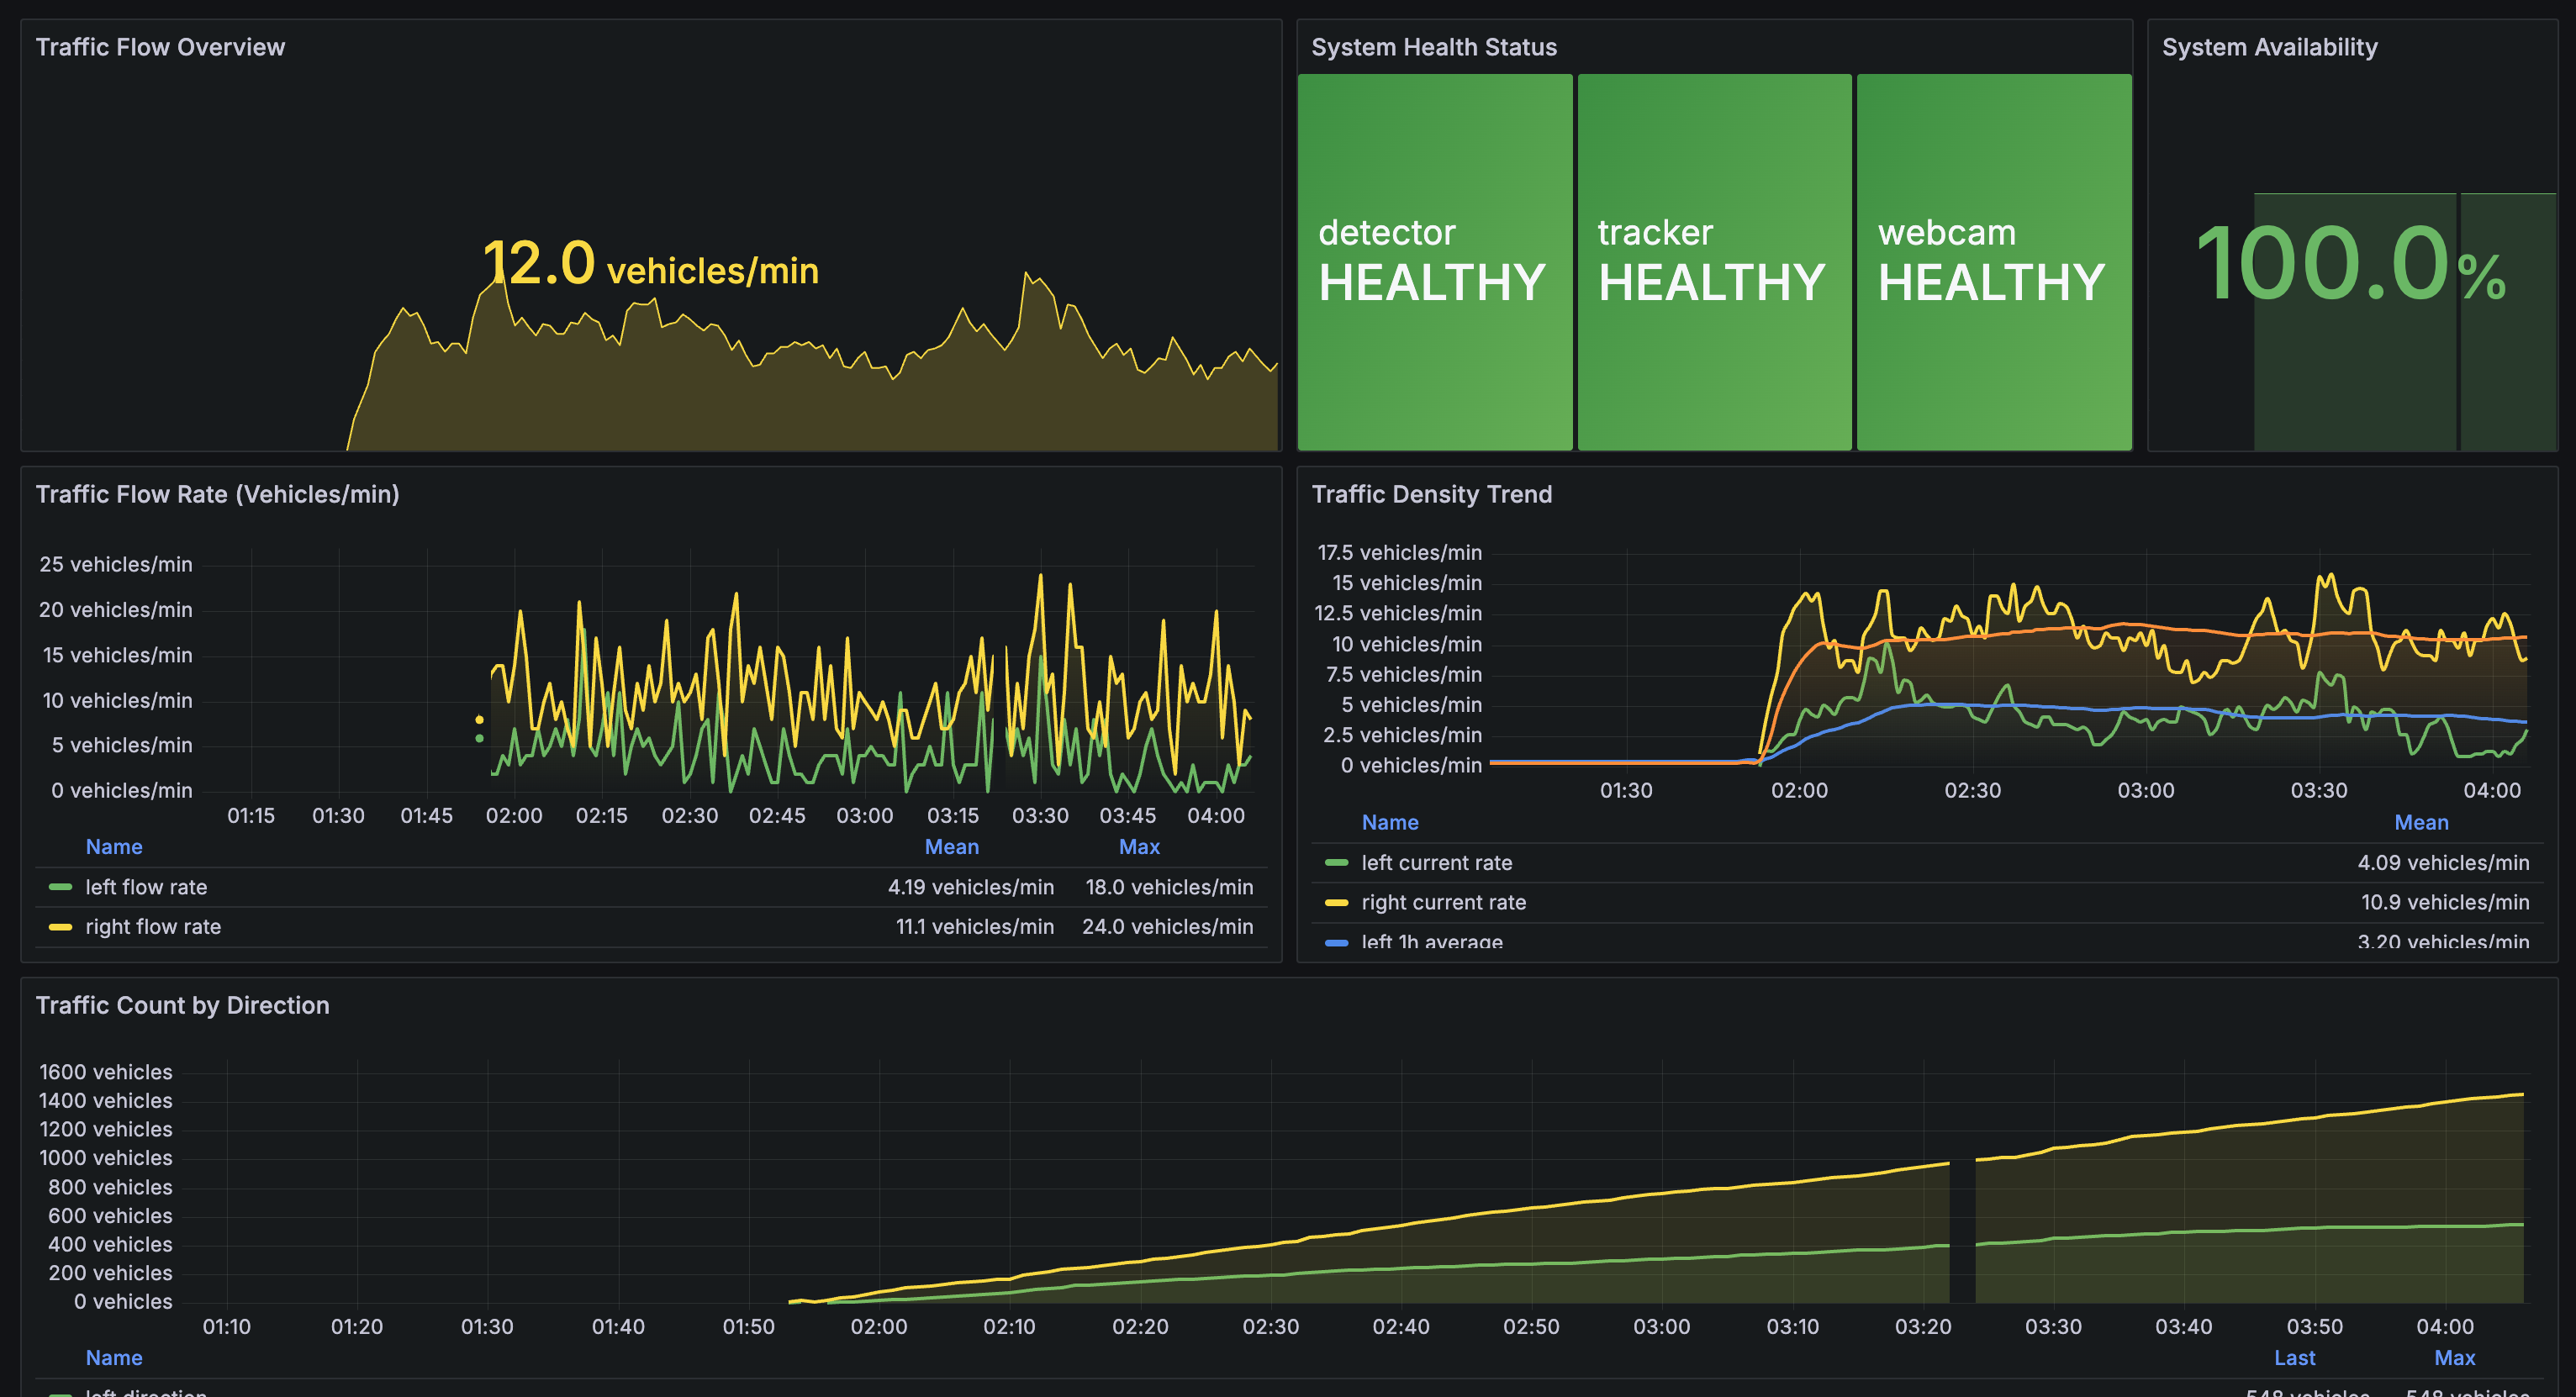 Traffic Flow Overview
12.0 vehicles/min
System Health Status
detector
HEALTHY
tracker
HEALTHY
webcam
HEALTHY
System Availability
100.0%
Traffic Flow Rate (Vehicles/min)
25 vehicles/min
20 vehicles/min
15 vehicles/min
10 vehicles/min
5 vehicles/min
0 vehicles/min
01:15 01:30 01:45 02:00 02:15 02:30 02:45 03:00 03:15 03:30 03:45 04:00
Name Mean Max
left flow rate 4.19 vehicles/min 18.0 vehicles/min
right flow rate 11.1 vehicles/min 24.0 vehicles/min
Traffic Density Trend
17.5 vehicles/min
15 vehicles/min
12.5 vehicles/min
10 vehicles/min
7.5 vehicles/min
5 vehicles/min
2.5 vehicles/min
0 vehicles/min
01:30 02:00 02:30 03:00 03:30 04:00
Name Mean
left current rate 4.09 vehicles/min
right current rate 10.9 vehicles/min
left 1h average 3.20 vehicles/min
Traffic Count by Direction
1600 vehicles
1400 vehicles
1200 vehicles
1000 vehicles
800 vehicles
600 vehicles
400 vehicles
200 vehicles
0 vehicles
01:10 01:20 01:30 01:40 01:50 02:00 02:10 02:20 02:30 02:40 02:50 03:00 03:10 03:20 03:30 03:40 03:50 04:00
Name Last Max
left direction 548 vehicles 548 vehicles